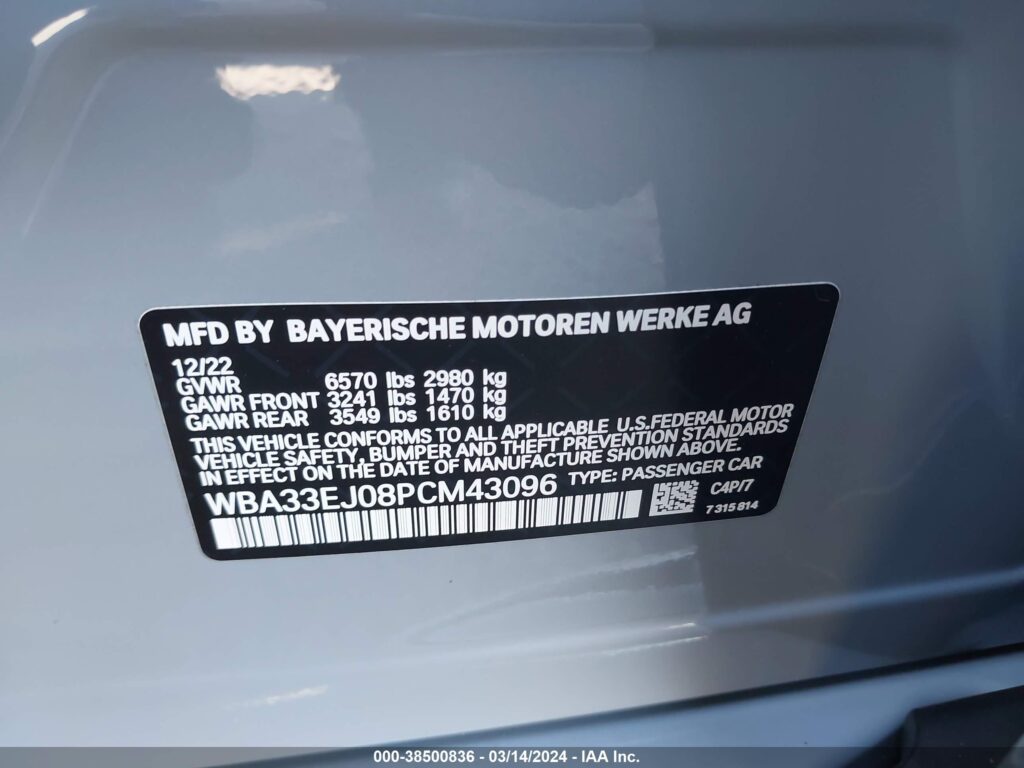 MFD BY BAYERISCHE MOTOREN WERKE AG
12/22
GVWR 6570 lbs 2980 kg
GAWR FRONT 3241 lbs 1470 kg
GAWR REAR 3549 lbs 1610 kg
THIS VEHICLE CONFORMS TO ALL APPLICABLE U.S.FEDERAL MOTOR
VEHICLE SAFETY, BUMPER AND THEFT PREVENTION STANDARDS
IN EFFECT ON THE DATE OF MANUFACTURE SHOWN ABOVE.
WBA33EJ08PCM43096 TYPE: PASSENGER CAR
C4P/7
7 315 814
000-38500836 - 03/14/2024 - IAA Inc.